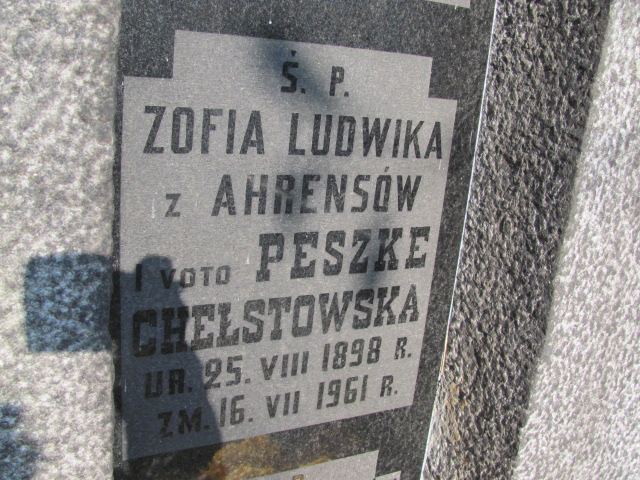 Ś. P.
ZOFIA LUDWIKA
z AHRENSÓW
I VOTO PESZKE
CHEŁSTOWSKA
UR. 25. VIII 1898 R.
ZM. 16. VII 1961 R.